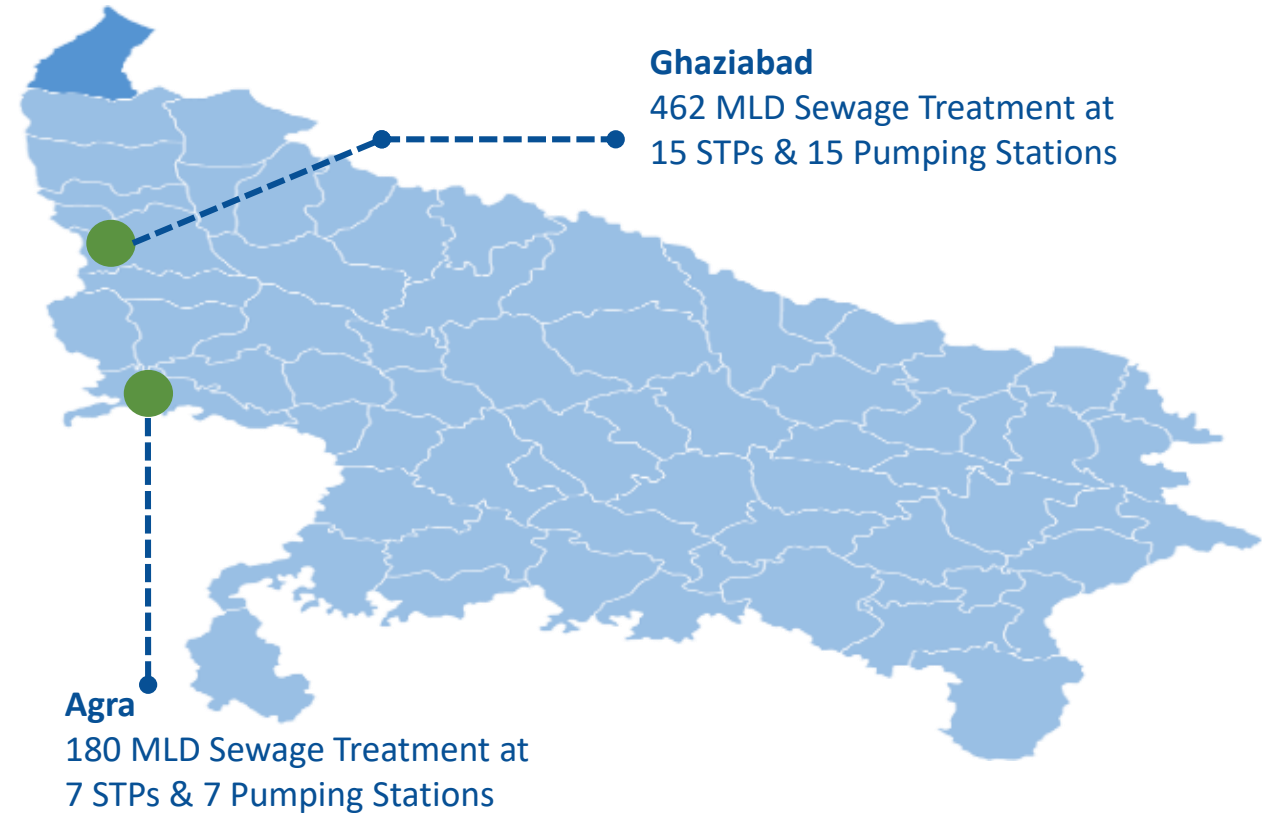 Ghaziabad
462 MLD Sewage Treatment at
15 STPs & 15 Pumping Stations
Agra
180 MLD Sewage Treatment at
7 STPs & 7 Pumping Stations